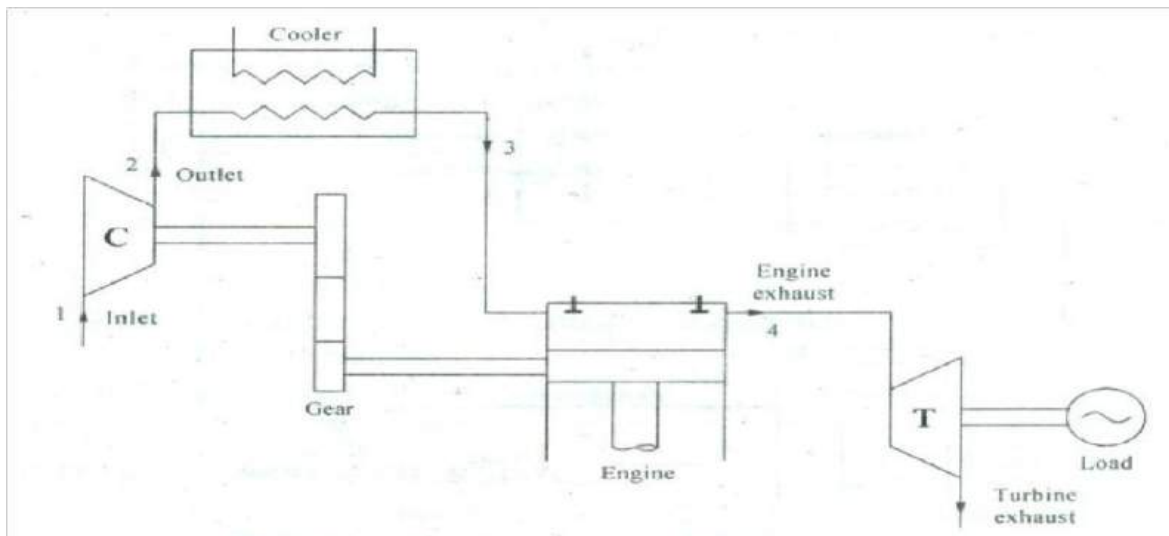 Cooler
3
2
Outlet
C
1
Inlet
Gear
Engine
exhaust
4
Engine
T
Load
Turbine
exhaust